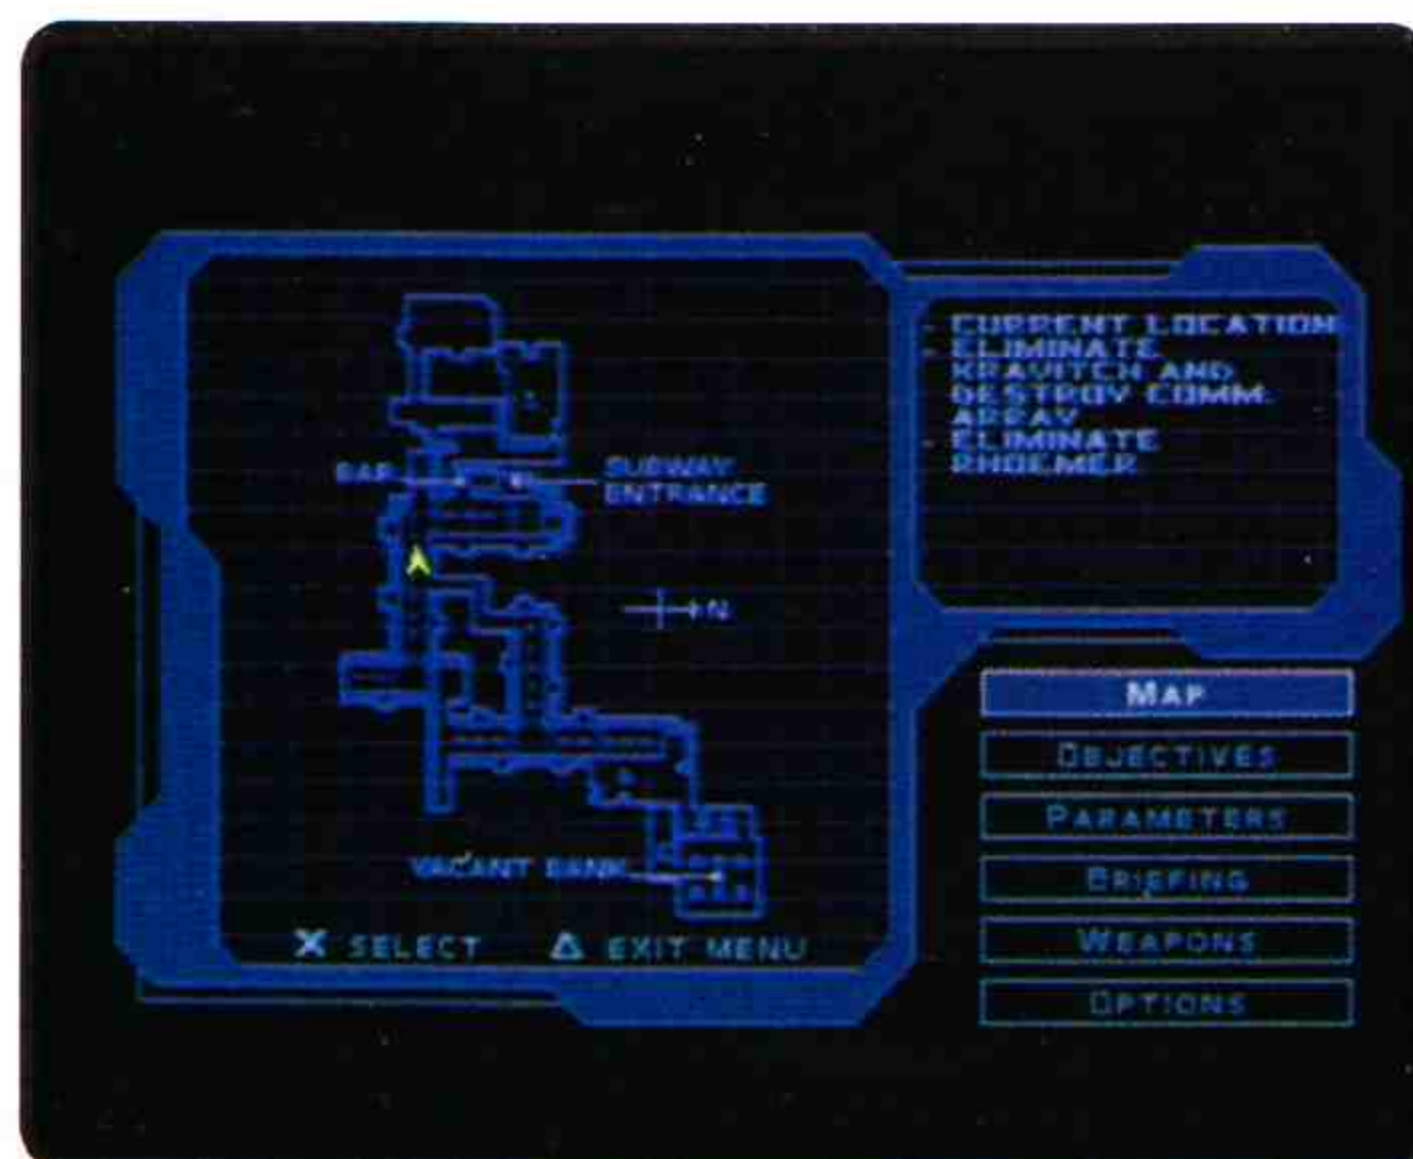 BAR
SUBWAY
ENTRANCE
N
VACANT BANK
X SELECT △ EXIT MENU
- CURRENT LOCATION
- ELIMINATE
KRAVITCH AND
DESTROY COMM.
ARRAY
- ELIMINATE
RHOEMER
MAP
OBJECTIVES
PARAMETERS
BRIEFING
WEAPONS
OPTIONS